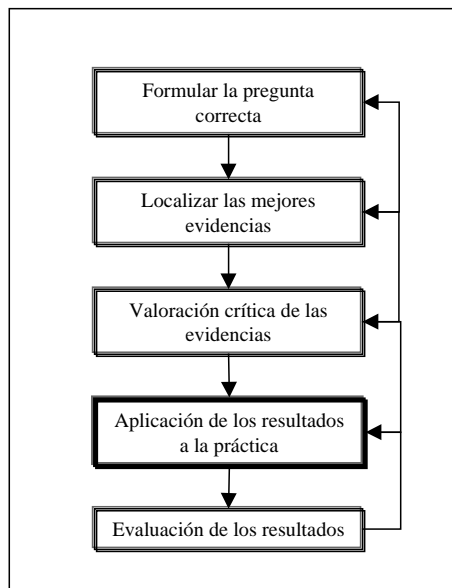 Formular la pregunta
correcta
Localizar las mejores
evidencias
Valoración crítica de las
evidencias
Aplicación de los resultados
a la práctica
Evaluación de los resultados